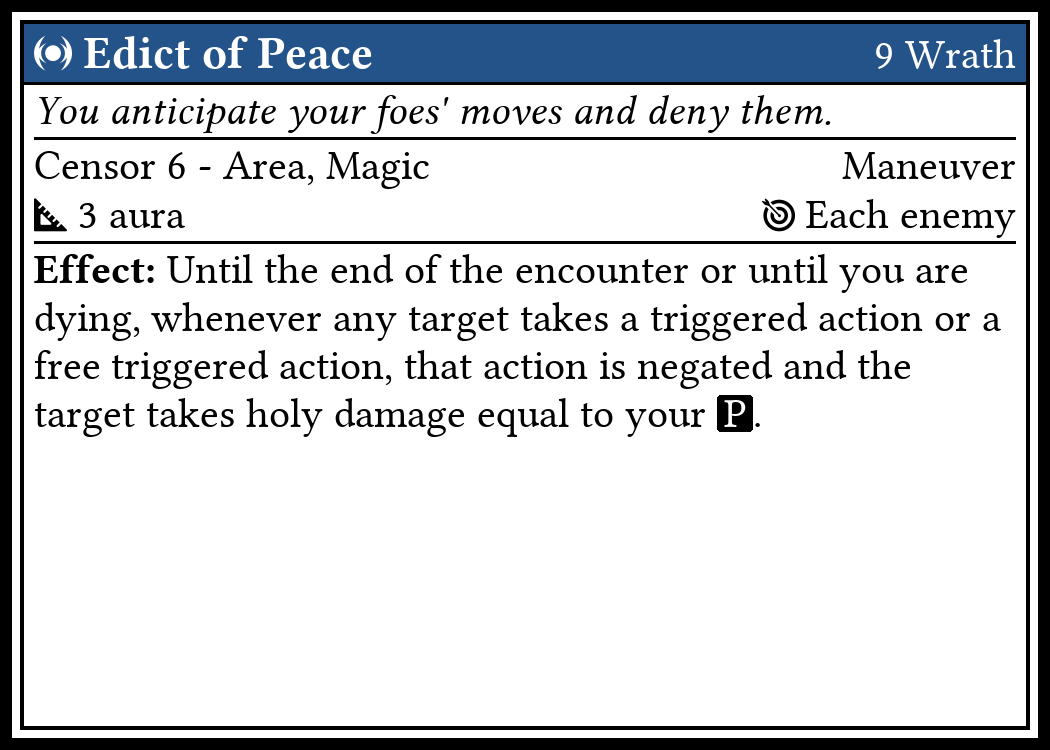 Edict of Peace 9 Wrath
You anticipate your foes' moves and deny them.
Censor 6 - Area, Magic Maneuver
3 aura Each enemy
Effect: Until the end of the encounter or until you are
dying, whenever any target takes a triggered action or a
free triggered action, that action is negated and the
target takes holy damage equal to your P.